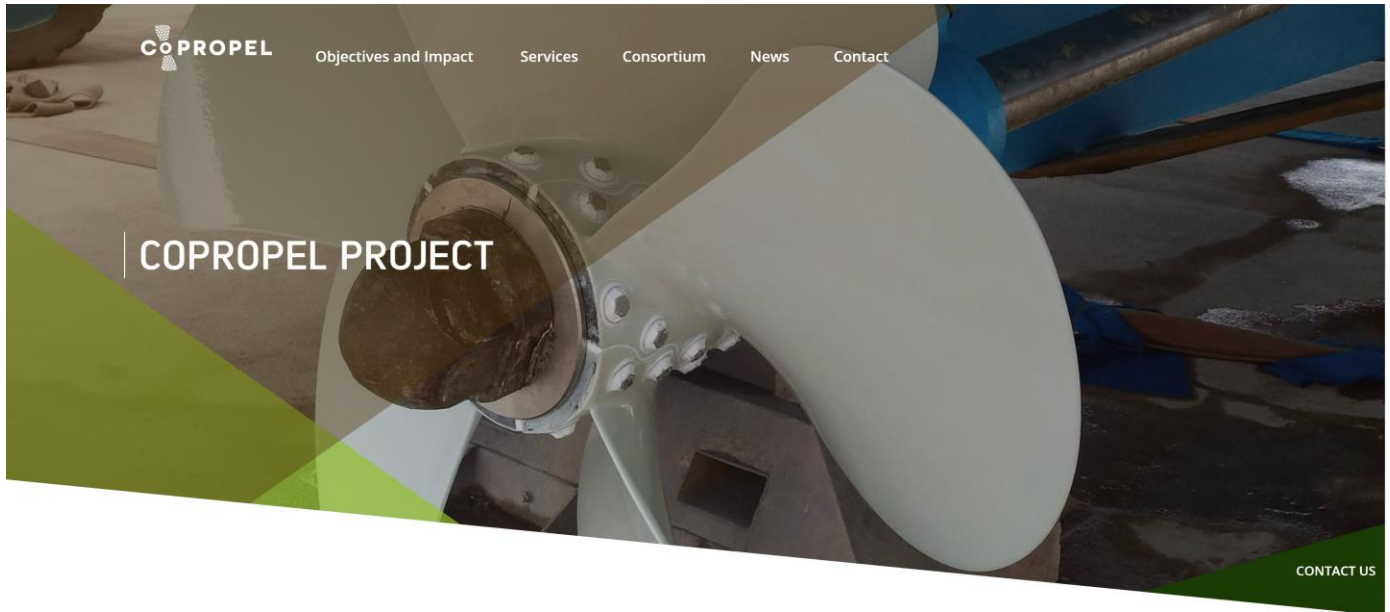 CoPROPEL
Objectives and Impact Services Consortium News Contact
COPROPEL PROJECT
CONTACT US